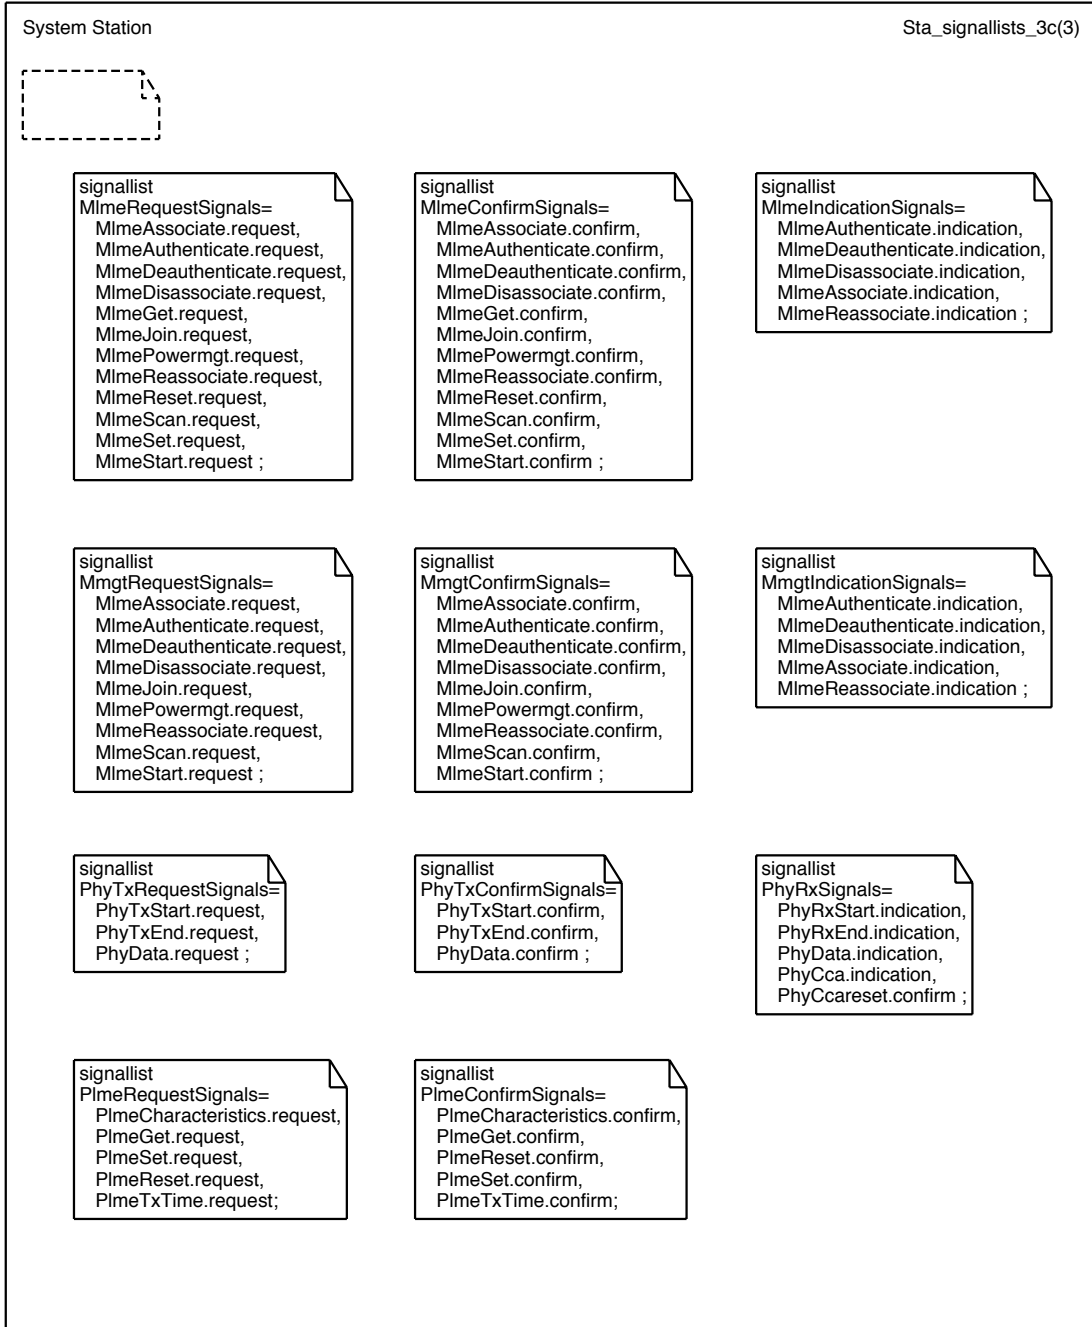 System Station
Sta_signallists_3c(3)
signallist
MlmeRequestSignals=
MlmeAssociate.request,
MlmeAuthenticate.request,
MlmeDeauthenticate.request,
MlmeDisassociate.request,
MlmeGet.request,
MlmeJoin.request,
MlmePowermgt.request,
MlmeReassociate.request,
MlmeReset.request,
MlmeScan.request,
MlmeSet.request,
MlmeStart.request ;
signallist
MlmeConfirmSignals=
MlmeAssociate.confirm,
MlmeAuthenticate.confirm,
MlmeDeauthenticate.confirm,
MlmeDisassociate.confirm,
MlmeGet.confirm,
MlmeJoin.confirm,
MlmePowermgt.confirm,
MlmeReassociate.confirm,
MlmeReset.confirm,
MlmeScan.confirm,
MlmeSet.confirm,
MlmeStart.confirm ;
signallist
MlmeIndicationSignals=
MlmeAuthenticate.indication,
MlmeDeauthenticate.indication,
MlmeDisassociate.indication,
MlmeAssociate.indication,
MlmeReassociate.indication ;
signallist
MmgtRequestSignals=
MlmeAssociate.request,
MlmeAuthenticate.request,
MlmeDeauthenticate.request,
MlmeDisassociate.request,
MlmeJoin.request,
MlmePowermgt.request,
MlmeReassociate.request,
MlmeScan.request,
MlmeStart.request ;
signallist
MmgtConfirmSignals=
MlmeAssociate.confirm,
MlmeAuthenticate.confirm,
MlmeDeauthenticate.confirm,
MlmeDisassociate.confirm,
MlmeJoin.confirm,
MlmePowermgt.confirm,
MlmeReassociate.confirm,
MlmeScan.confirm,
MlmeStart.confirm ;
signallist
MmgtIndicationSignals=
MlmeAuthenticate.indication,
MlmeDeauthenticate.indication,
MlmeDisassociate.indication,
MlmeAssociate.indication,
MlmeReassociate.indication ;
signallist
PhyTxRequestSignals=
PhyTxStart.request,
PhyTxEnd.request,
PhyData.request ;
signallist
PhyTxConfirmSignals=
PhyTxStart.confirm,
PhyTxEnd.confirm,
PhyData.confirm ;
signallist
PhyRxSignals=
PhyRxStart.indication,
PhyRxEnd.indication,
PhyData.indication,
PhyCca.indication,
PhyCcareset.confirm ;
signallist
PlmeRequestSignals=
PlmeCharacteristics.request,
PlmeGet.request,
PlmeSet.request,
PlmeReset.request,
PlmeTxTime.request;
signallist
PlmeConfirmSignals=
PlmeCharacteristics.confirm,
PlmeGet.confirm,
PlmeReset.confirm,
PlmeSet.confirm,
PlmeTxTime.confirm;